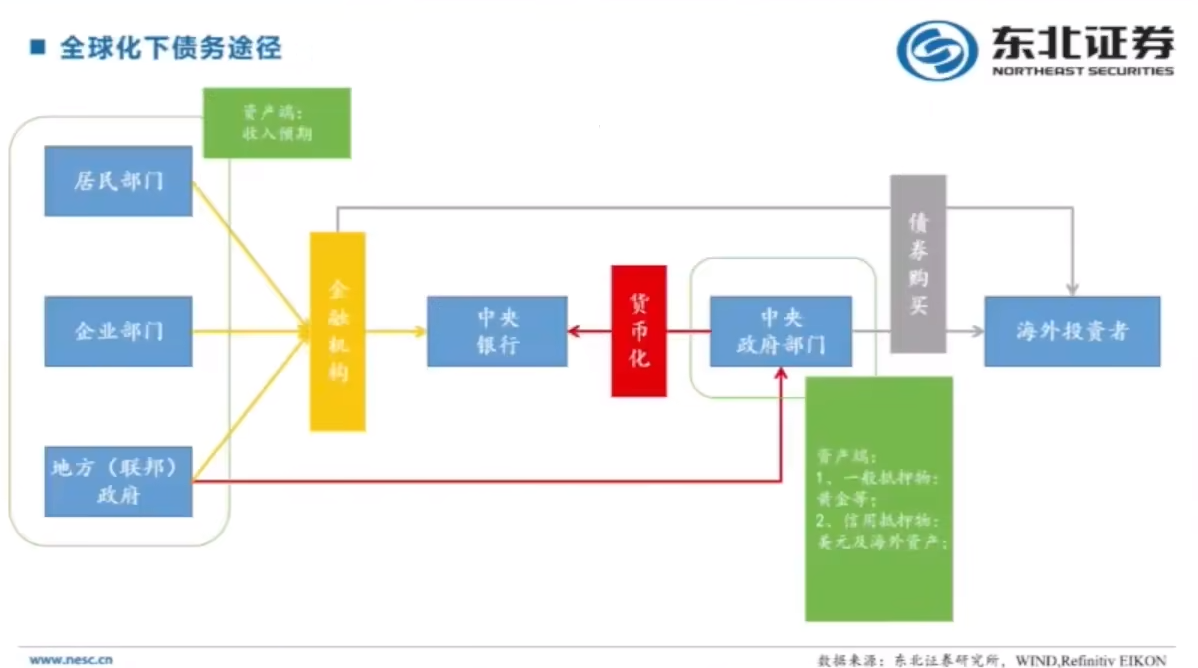 全球化下债务途径
东北证券
NORTHEAST SECURITIES
资产端：
收入预期
居民部门
企业部门
地方（联邦）
政府
金融机构
中央
银行
货币化
中央
政府部门
债券购买
海外投资者
资产端：
1、一般抵押物：
黄金等；
2、信用抵押物：
美元及海外资产；
www.nesc.cn
数据来源：东北证券研究所，WIND,Refinitiv EIKON